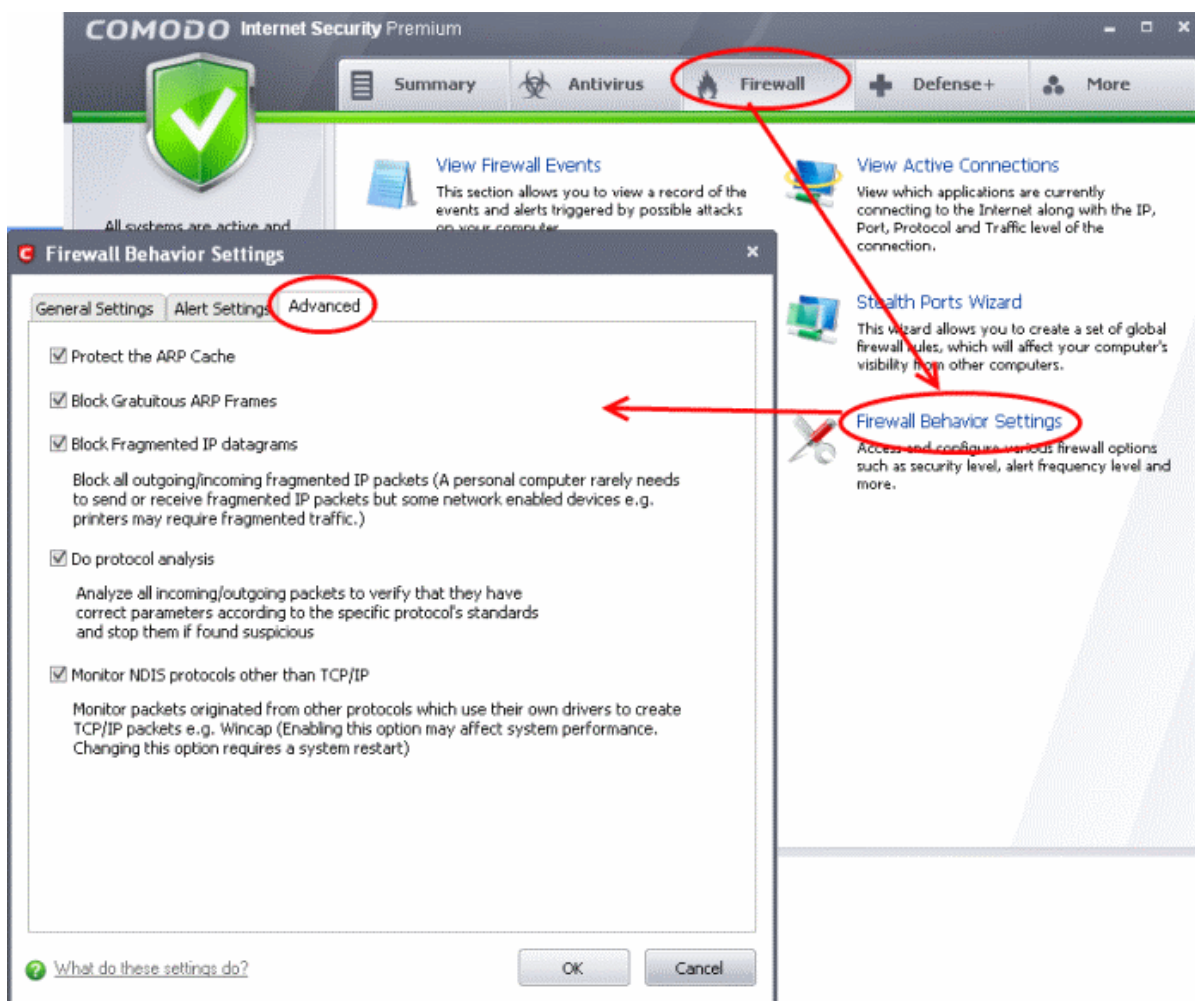 COMODO Internet Security Premium
Summary
Antivirus
Firewall
Defense+
More
All systems are active and
View Firewall Events
This section allows you to view a record of the
events and alerts triggered by possible attacks
on your computer
View Active Connections
View which applications are currently
connecting to the Internet along with the IP,
Port, Protocol and Traffic level of the
connection.
Stealth Ports Wizard
This wizard allows you to create a set of global
firewall rules, which will affect your computer's
visibility from other computers.
Firewall Behavior Settings
Access and configure various firewall options
such as security level, alert frequency level and
more.
Firewall Behavior Settings
General Settings
Alert Settings
Advanced
Protect the ARP Cache
Block Gratuitous ARP Frames
Block Fragmented IP datagrams
Block all outgoing/incoming fragmented IP packets (A personal computer rarely needs
to send or receive fragmented IP packets but some network enabled devices e.g.
printers may require fragmented traffic.)
Do protocol analysis
Analyze all incoming/outgoing packets to verify that they have
correct parameters according to the specific protocol's standards
and stop them if found suspicious
Monitor NDIS protocols other than TCP/IP
Monitor packets originated from other protocols which use their own drivers to create
TCP/IP packets e.g. Wincap (Enabling this option may affect system performance.
Changing this option requires a system restart)
What do these settings do?
OK
Cancel